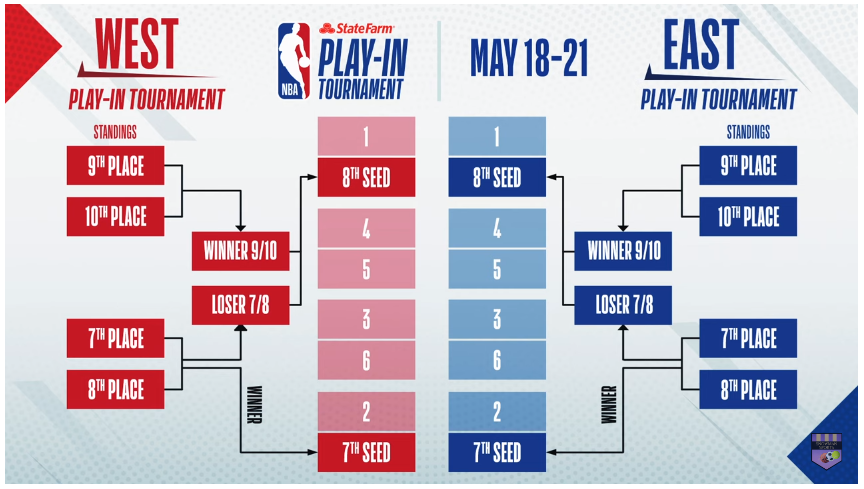 WEST
PLAY-IN TOURNAMENT
STANDINGS
9TH PLACE
10TH PLACE
WINNER 9/10
LOSER 7/8
7TH PLACE
8TH PLACE
WINNER
NBA
StateFarm®
PLAY-IN
TOURNAMENT
MAY 18-21
1
8TH SEED
4
5
3
6
2
7TH SEED
1
8TH SEED
4
5
3
6
2
7TH SEED
EAST
PLAY-IN TOURNAMENT
STANDINGS
9TH PLACE
10TH PLACE
WINNER 9/10
LOSER 7/8
7TH PLACE
8TH PLACE
WINNER